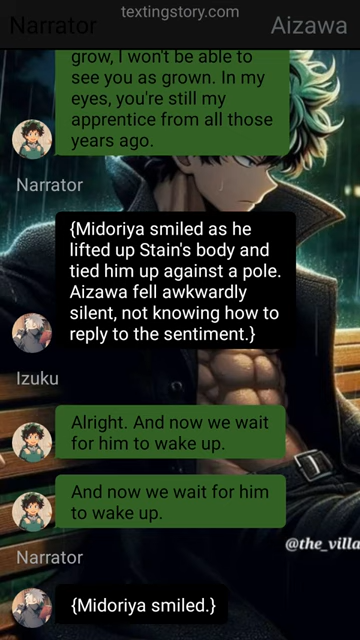 textingstory.com
Narrator Aizawa
grow, I won't be able to
see you as grown. In my
eyes, you're still my
apprentice from all those
years ago.
Narrator
{Midoriya smiled as he
lifted up Stain's body and
tied him up against a pole.
Aizawa fell awkwardly
silent, not knowing how to
reply to the sentiment.}
Izuku
Alright. And now we wait
for him to wake up.
And now we wait for him
to wake up.
@the_villa
Narrator
{Midoriya smiled.}